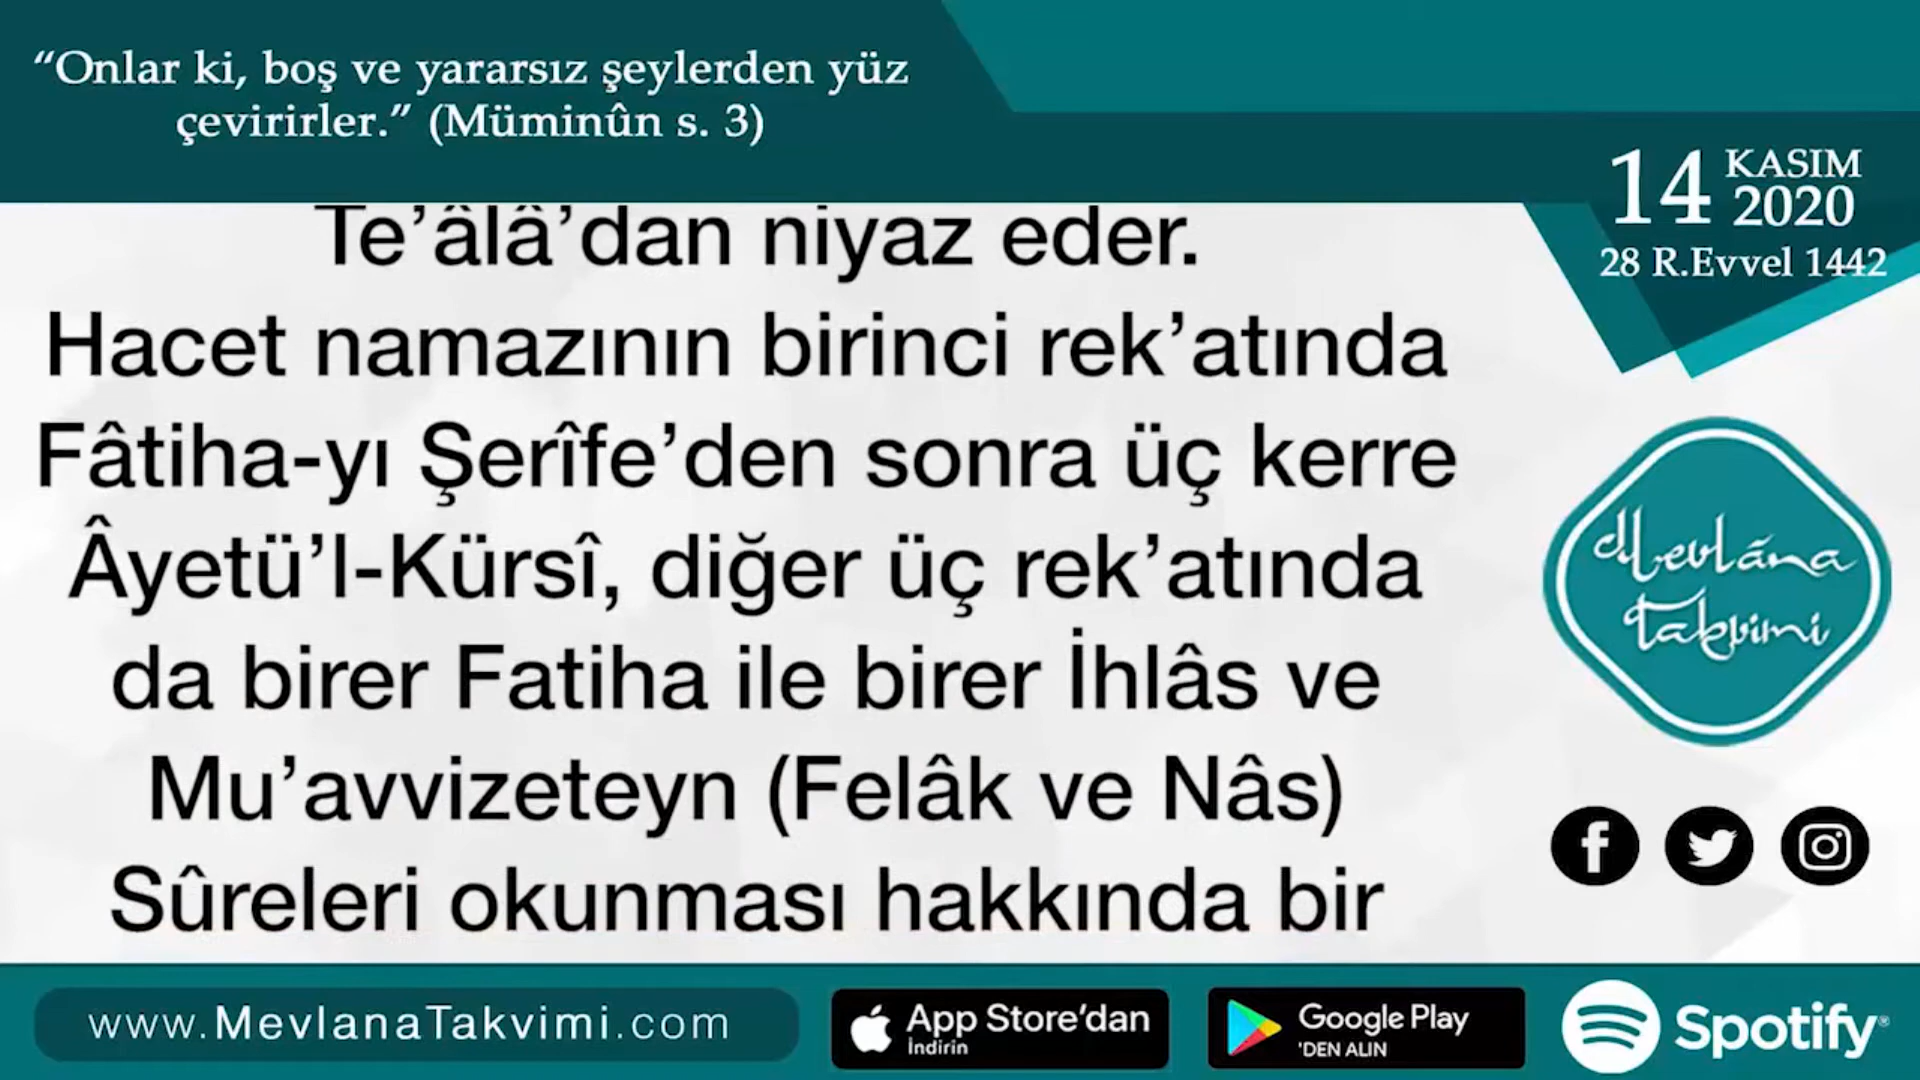 “Onlar ki, boş ve yararsız şeylerden yüz
çevirirler.” (Müminûn s. 3)
14 KASIM
2020
28 R.Evvel 1442
Te’âlâ’dan niyaz eder.
Hacet namazının birinci rek’atında
Fâtiha-yı Şerîfe’den sonra üç kerre
Âyetü’l-Kürsî, diğer üç rek’atında
da birer Fatiha ile birer İhlâs ve
Mu’avvizeteyn (Felâk ve Nâs)
Sûreleri okunması hakkında bir
Mevlâna
Takvimi
www.MevlanaTakvimi.com
App Store’dan
İndirin
Google Play
'DEN ALIN
Spotify®